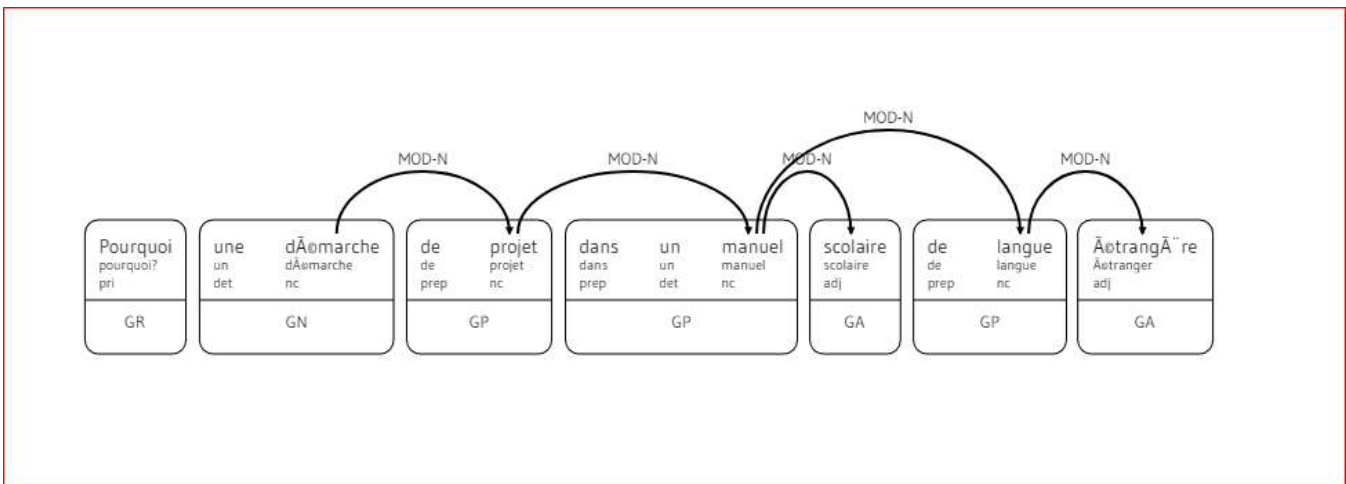 MOD-N
MOD-N MOD-N MOD-N MOD-N
Pourquoi une dÃ©marche de projet dans un manuel scolaire de langue Ã©trangÃ¨re
pourquoi? un dÃ©marche de projet dans un manuel scolaire de langue Ã©tranger
pri det nc prep nc prep det nc adj prep nc adj
GR GN GP GP GA GP GA